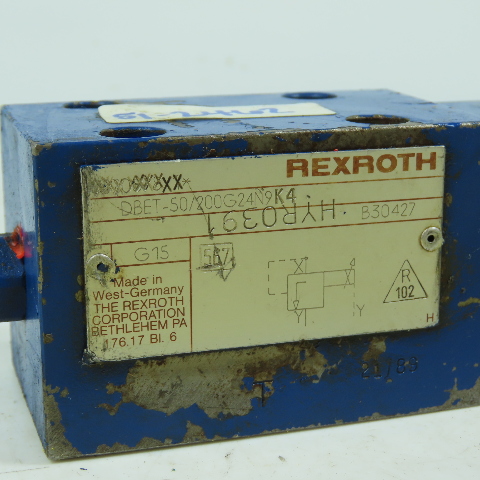 REXROTH
DBET-50/200G24N9K4
HYR0391
B30427
G15
567
Made in
West-Germany
THE REXROTH
CORPORATION
BETHLEHEM PA
176.17 Bl. 6
Y
R
102
H
T